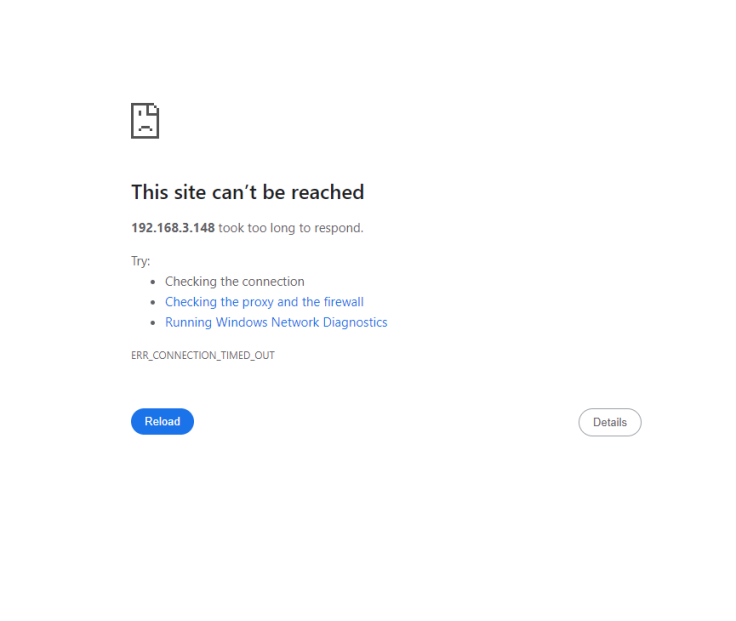 This site can’t be reached
192.168.3.148 took too long to respond.
Try:
Checking the connection
Checking the proxy and the firewall
Running Windows Network Diagnostics
ERR_CONNECTION_TIMED_OUT
Reload
Details